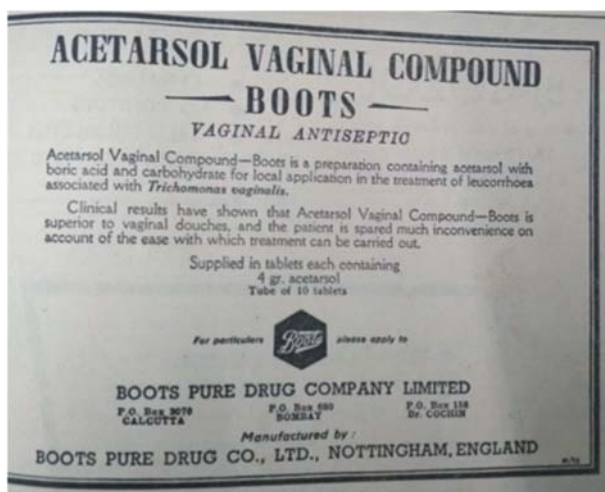 ACETARSOL VAGINAL COMPOUND
BOOTS
VAGINAL ANTISEPTIC
Acetarsol Vaginal Compound—Boots is a preparation containing acetarsol with
boric acid and carbohydrate for local application in the treatment of leucorrhoea
associated with Trichomonas vaginalis.
Clinical results have shown that Acetarsol Vaginal Compound—Boots is
superior to vaginal douches, and the patient is spared much inconvenience on
account of the ease with which treatment can be carried out.
Supplied in tablets each containing
4 gr. acetarsol
Tube of 10 tablets
For particulars Boots please apply to
BOOTS PURE DRUG COMPANY LIMITED
P.O. Box P.O. Box P.O. Box
CALCUTTA BOMBAY Br. COCHIN
Manufactured by :
BOOTS PURE DRUG CO., LTD., NOTTINGHAM, ENGLAND